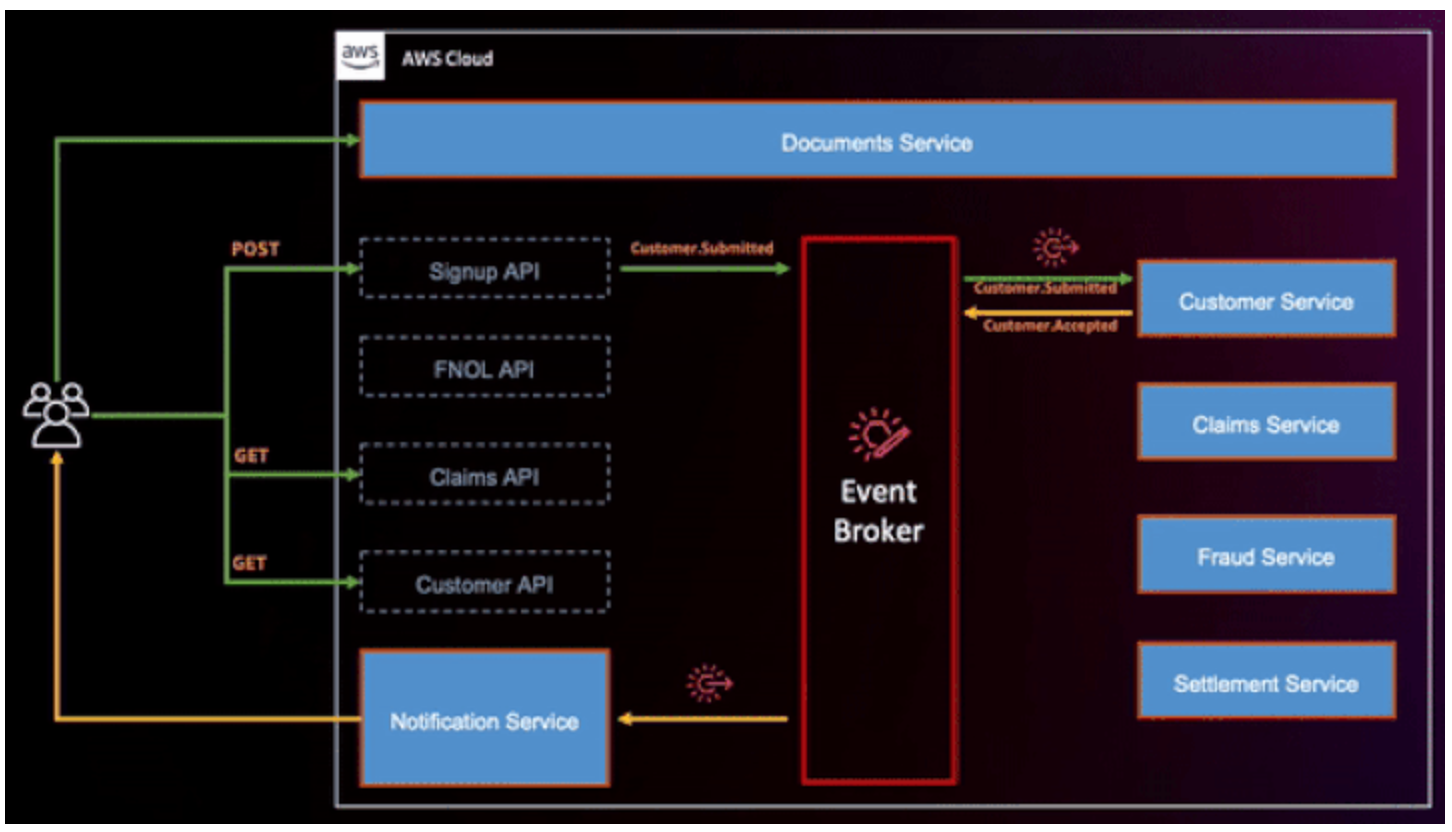 aws
AWS Cloud
Documents Service
POST
Signup API
Customer.Submitted
Customer.Submitted
Customer.Accepted
Customer Service
FNOL API
Claims Service
GET
Claims API
Event
Broker
Fraud Service
GET
Customer API
Settlement Service
Notification Service